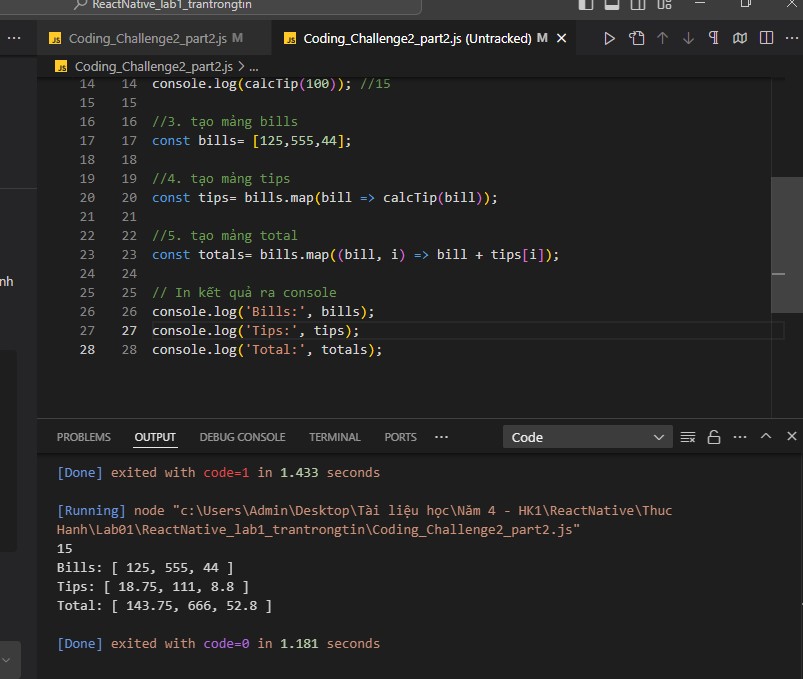 ReactNative_lab1_trantrongtin
Coding_Challenge2_part2.js M
JS Coding_Challenge2_part2.js (Untracked) M
JS Coding_Challenge2_part2.js > ...
14 14 console.log(calcTip(100)); //15
15 15
16 16 //3. tạo mảng bills
17 17 const bills= [125,555,44];
18 18
19 19 //4. tạo mảng tips
20 20 const tips= bills.map(bill => calcTip(bill));
21 21
22 22 //5. tạo mảng total
23 23 const totals= bills.map((bill, i) => bill + tips[i]);
24 24
25 25 // In kết quả ra console
26 26 console.log('Bills:', bills);
27 27 console.log('Tips:', tips);
28 28 console.log('Total:', totals);
nh
PROBLEMS OUTPUT DEBUG CONSOLE TERMINAL PORTS ... Code
[Done] exited with code=1 in 1.433 seconds
[Running] node "c:\Users\Admin\Desktop\Tài liệu học\Năm 4 - HK1\ReactNative\Thuc
Hanh\Lab01\ReactNative_lab1_trantrongtin\Coding_Challenge2_part2.js"
15
Bills: [ 125, 555, 44 ]
Tips: [ 18.75, 111, 8.8 ]
Total: [ 143.75, 666, 52.8 ]
[Done] exited with code=0 in 1.181 seconds